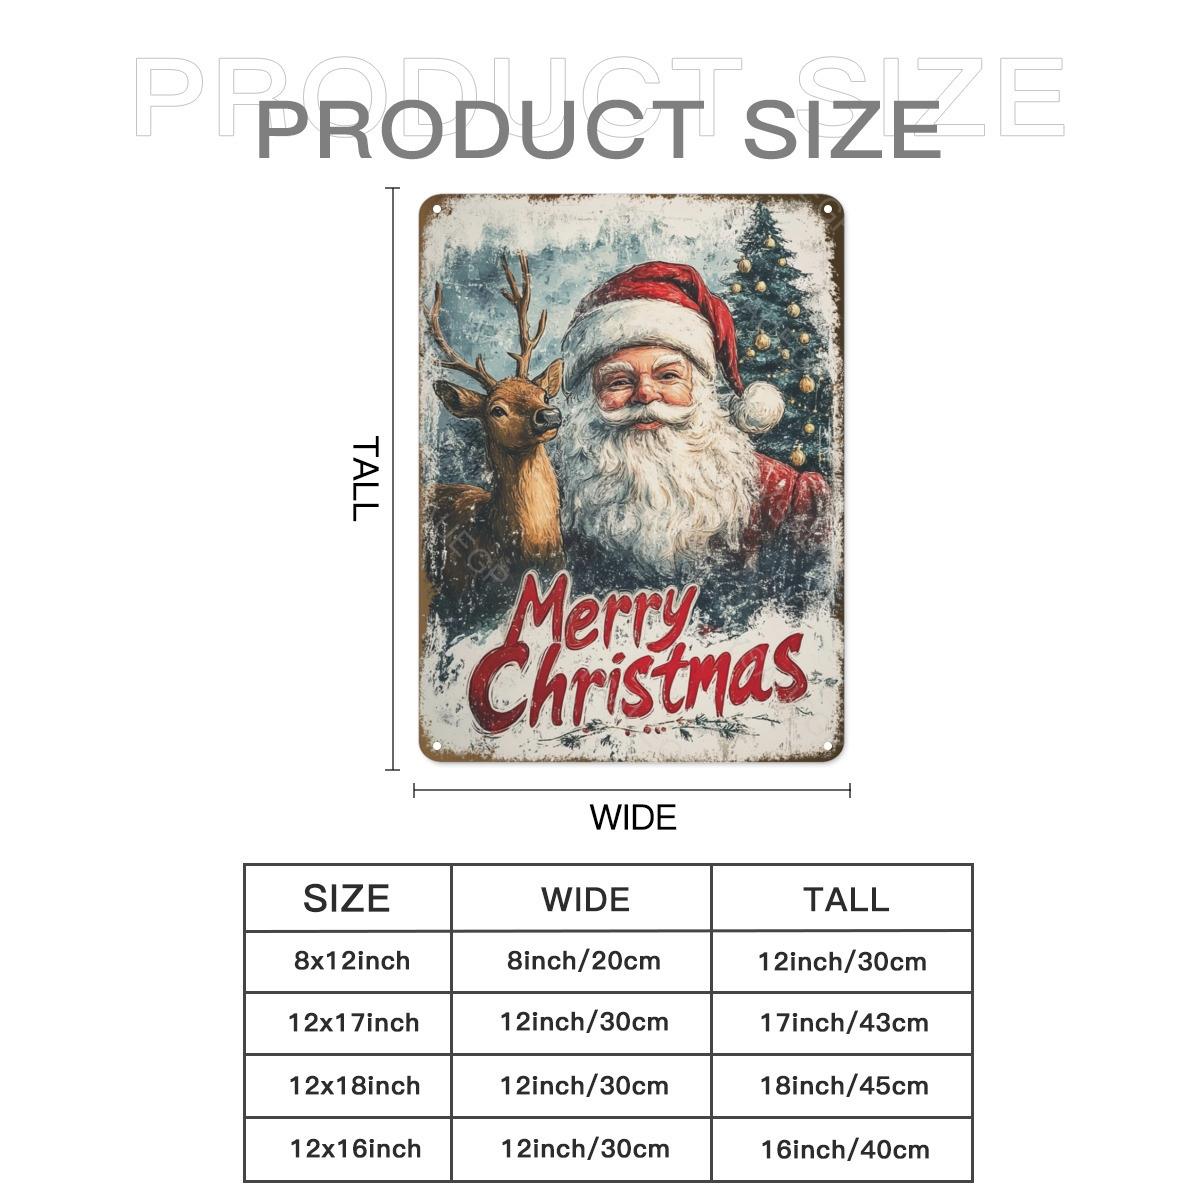 PRODUCT SIZE
PRODUCT SIZE
TALL
Merry
Christmas
WIDE
SIZE WIDE TALL
8x12inch 8inch/20cm 12inch/30cm
12x17inch 12inch/30cm 17inch/43cm
12x18inch 12inch/30cm 18inch/45cm
12x16inch 12inch/30cm 16inch/40cm